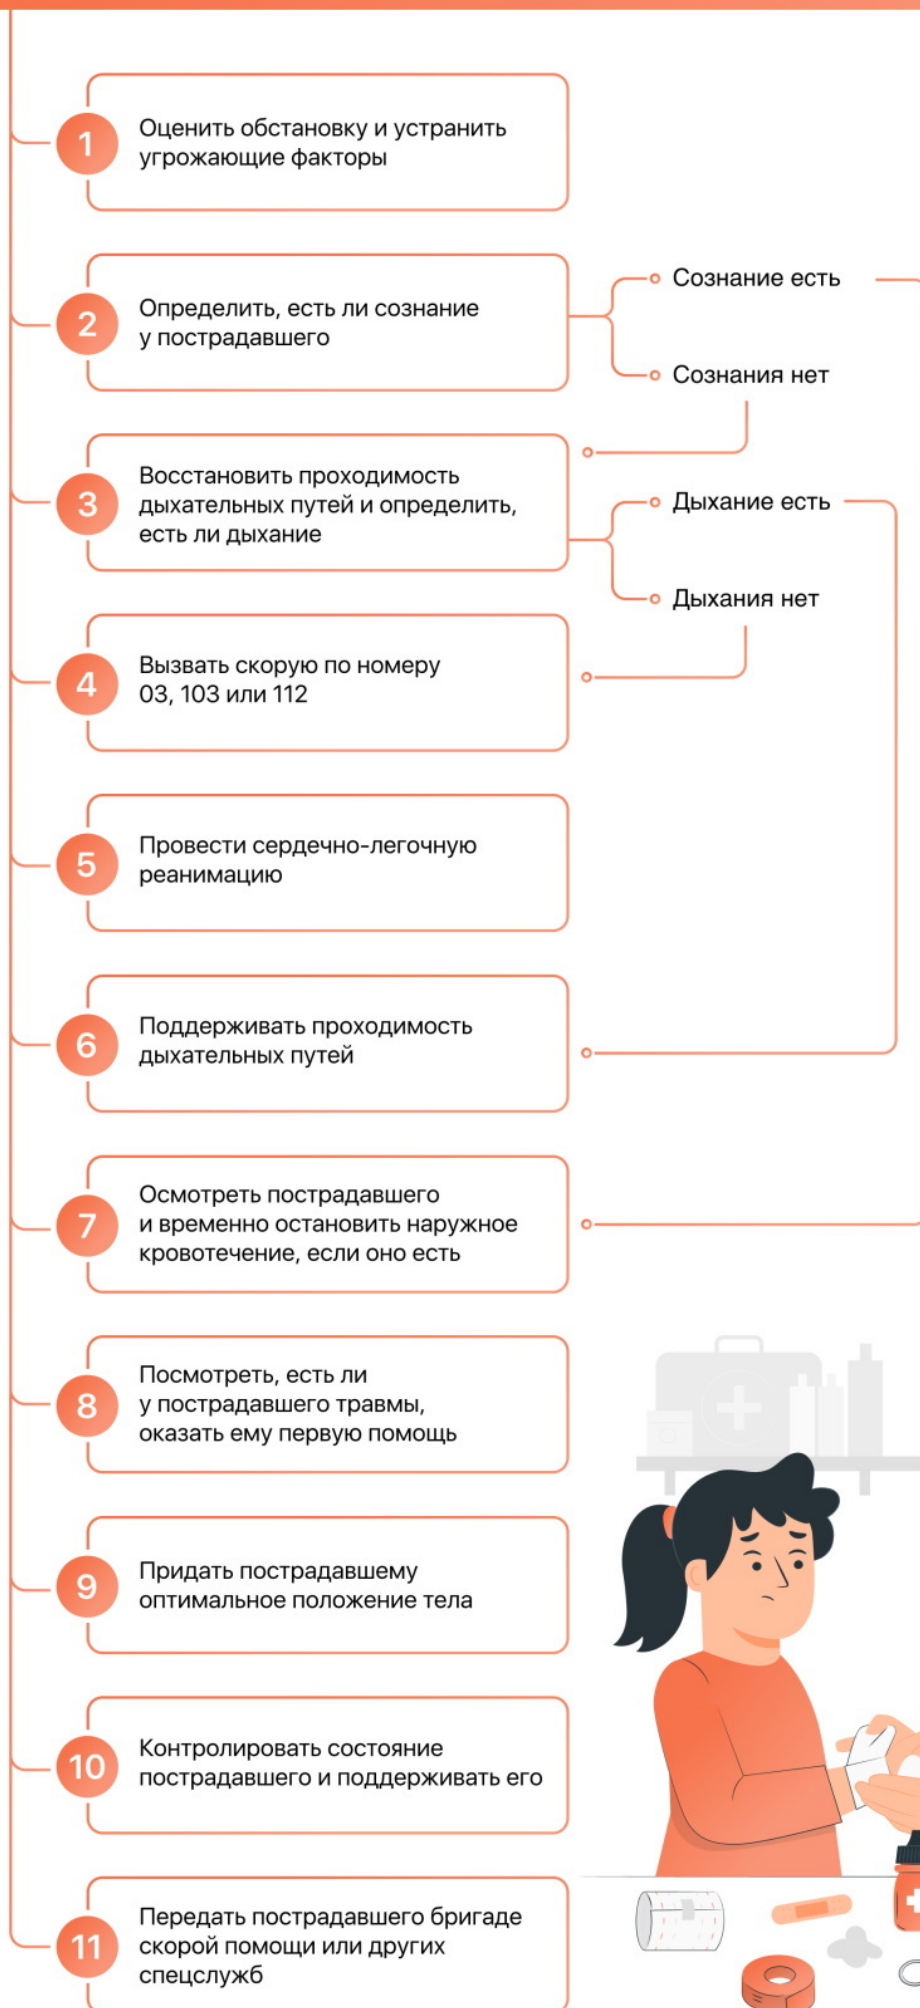 1
Оценить обстановку и устранить
угрожающие факторы
2
Определить, есть ли сознание
у пострадавшего
Сознание есть
Сознания нет
3
Восстановить проходимость
дыхательных путей и определить,
есть ли дыхание
Дыхание есть
Дыхания нет
4
Вызвать скорую по номеру
03, 103 или 112
5
Провести сердечно-легочную
реанимацию
6
Поддерживать проходимость
дыхательных путей
7
Осмотреть пострадавшего
и временно остановить наружное
кровотечение, если оно есть
8
Посмотреть, есть ли
у пострадавшего травмы,
оказать ему первую помощь
9
Придать пострадавшему
оптимальное положение тела
10
Контролировать состояние
пострадавшего и поддерживать его
11
Передать пострадавшего бригаде
скорой помощи или других
спецслужб